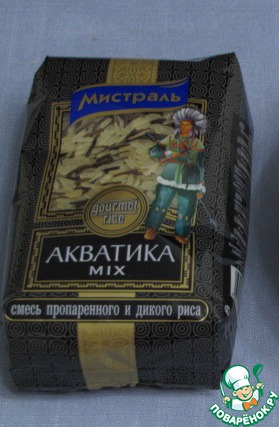 Мистраль
gourmet
rice
АКВАТИКА
MIX
смесь пропаренного и дикого риса
ПОВАРЁНОК.РУ